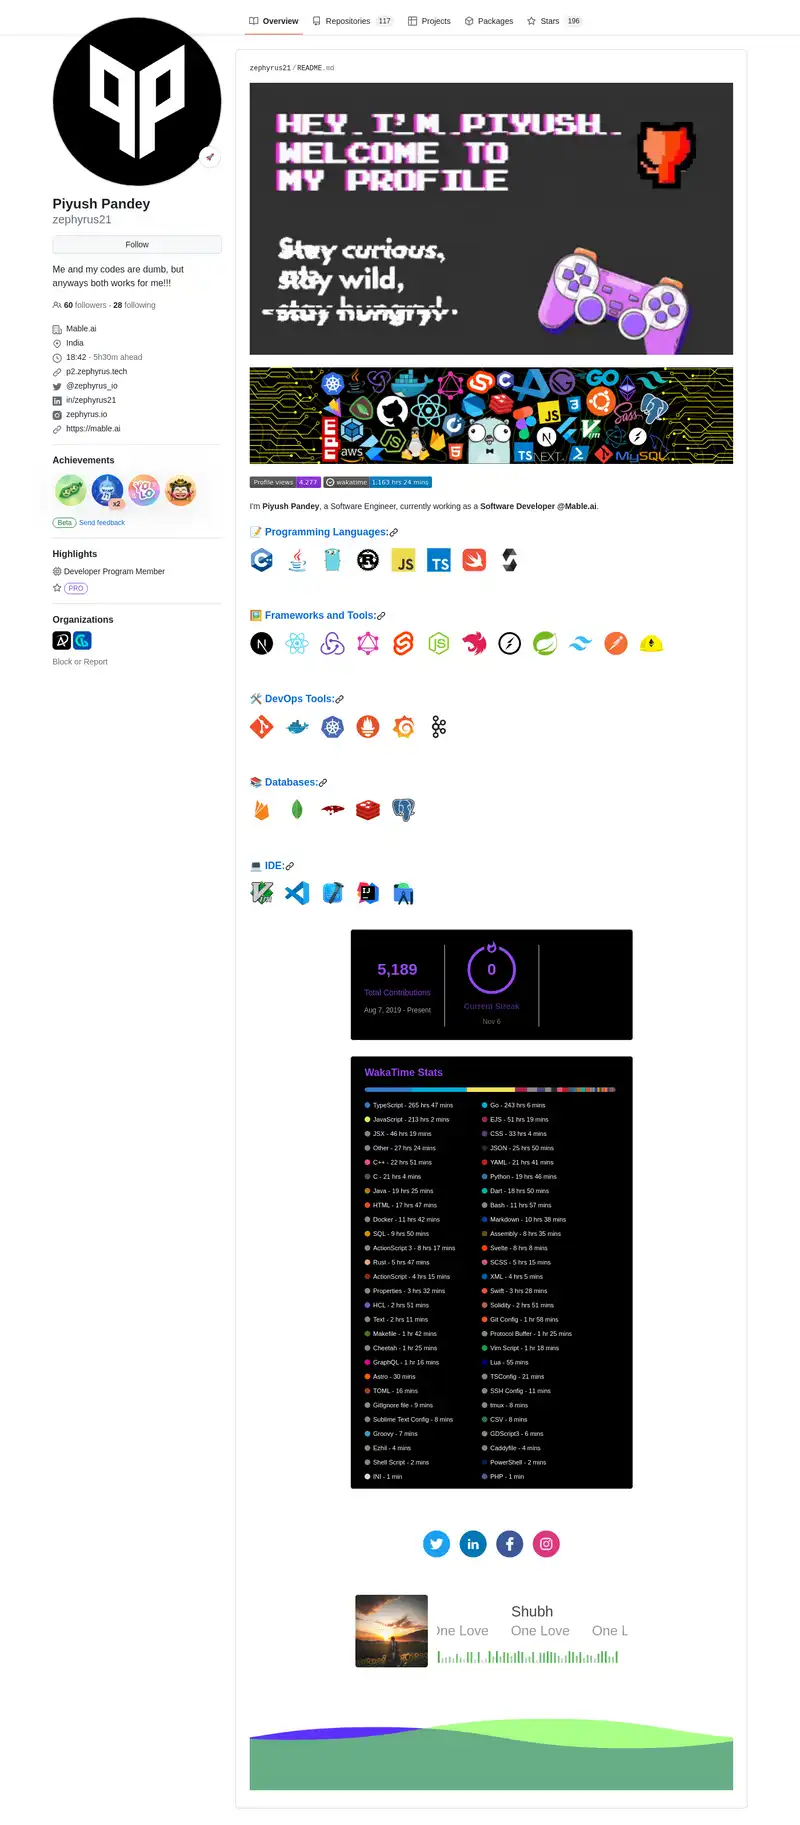 Overview
Repositories 117
Projects
Packages
Stars 196
Piyush Pandey
zephyrus21
Follow
Me and my codes are dumb, but
anyways both works for me!!!
60 followers · 28 following
Mable.ai
India
18:42 - 5h30m ahead
p2.zephyrus.tech
@zephyrus_io
in/zephyrus21
zephyrus.io
https://mable.ai
Achievements
YOLO
x2
Beta Send feedback
Highlights
Developer Program Member
PRO
Organizations
Block or Report
zephyrus21/README.md
HEY, I'M PIYUSH.
WELCOME TO
MY PROFILE
Stay curious,
stay wild,
stay hungry!
GO
JS
Sass
aws
TS
NEXT
MySQL
Profile views 4,277
wakatime 1,163 hrs 24 mins
I'm Piyush Pandey, a Software Engineer, currently working as a Software Developer @Mable.ai.
Programming Languages:
JS
TS
Frameworks and Tools:
DevOps Tools:
Databases:
IDE:
5,189
Total Contributions
Aug 7, 2019 - Present
0
Current Streak
Nov 6
WakaTime Stats
TypeScript - 265 hrs 47 mins
Go - 243 hrs 6 mins
JavaScript - 213 hrs 2 mins
EJS - 51 hrs 19 mins
JSX - 46 hrs 19 mins
CSS - 33 hrs 4 mins
Other - 27 hrs 24 mins
JSON - 25 hrs 50 mins
C++ - 22 hrs 51 mins
YAML - 21 hrs 41 mins
C - 21 hrs 4 mins
Python - 19 hrs 46 mins
Java - 19 hrs 25 mins
Dart - 18 hrs 50 mins
HTML - 17 hrs 47 mins
Bash - 11 hrs 57 mins
Docker - 11 hrs 42 mins
Markdown - 10 hrs 38 mins
SQL - 9 hrs 50 mins
Assembly - 8 hrs 35 mins
ActionScript 3 - 8 hrs 17 mins
Svelte - 8 hrs 8 mins
Rust - 5 hrs 47 mins
SCSS - 5 hrs 15 mins
ActionScript - 4 hrs 15 mins
XML - 4 hrs 5 mins
Properties - 3 hrs 32 mins
Swift - 3 hrs 28 mins
HCL - 2 hrs 51 mins
Solidity - 2 hrs 51 mins
Text - 2 hrs 11 mins
Git Config - 1 hr 58 mins
Makefile - 1 hr 42 mins
Protocol Buffer - 1 hr 25 mins
Cheetah - 1 hr 25 mins
Vim Script - 1 hr 18 mins
GraphQL - 1 hr 16 mins
Lua - 55 mins
Astro - 30 mins
TSConfig - 21 mins
TOML - 16 mins
SSH Config - 11 mins
GitIgnore file - 9 mins
tmux - 8 mins
Sublime Text Config - 8 mins
CSV - 8 mins
Groovy - 7 mins
GDScript3 - 6 mins
Ezhil - 4 mins
Caddyfile - 4 mins
Shell Script - 2 mins
PowerShell - 2 mins
INI - 1 min
PHP - 1 min
Shubh
One Love One Love One L